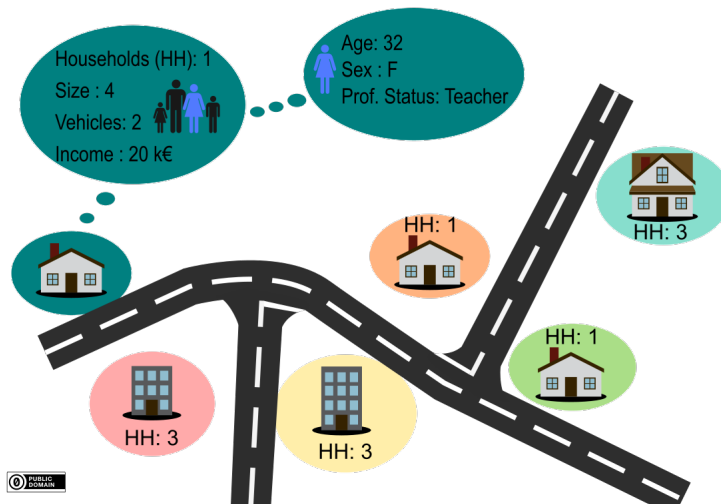 Households (HH): 1
Size : 4
Vehicles: 2
Income : 20 k€
Age: 32
Sex : F
Prof. Status: Teacher
HH: 1
HH: 3
HH: 1
HH: 3
HH: 3
PUBLIC
DOMAIN